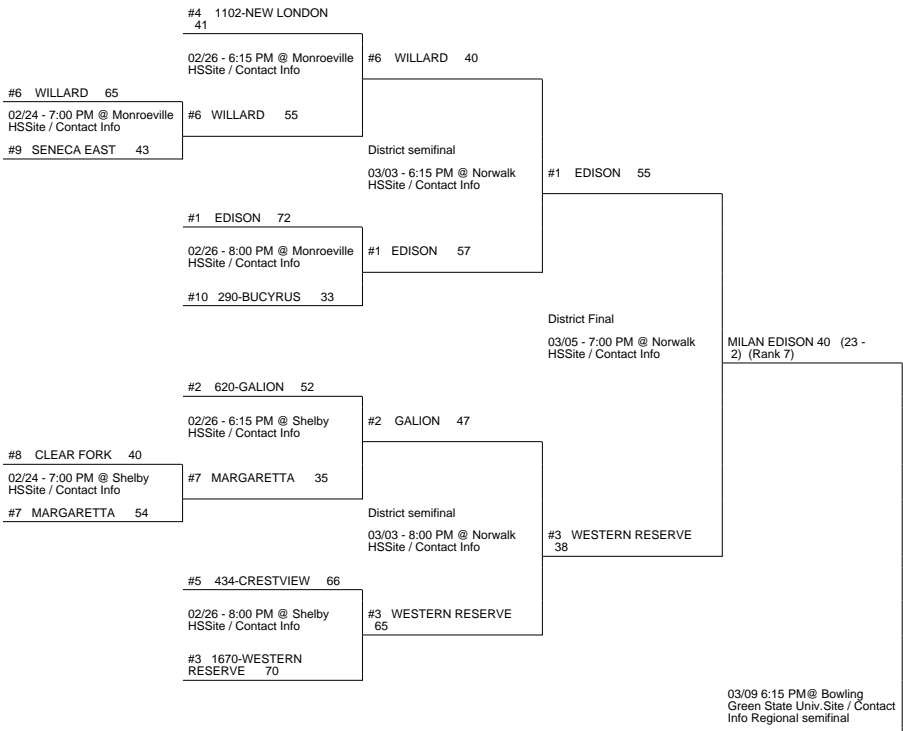 #4 1102-NEW LONDON
41
02/26 - 6:15 PM @ Monroeville
HSSite / Contact Info
#6 WILLARD 40
#6 WILLARD 65
02/24 - 7:00 PM @ Monroeville
HSSite / Contact Info
#6 WILLARD 55
#9 SENECA EAST 43
District semifinal
03/03 - 6:15 PM @ Norwalk
HSSite / Contact Info
#1 EDISON 55
#1 EDISON 72
02/26 - 8:00 PM @ Monroeville
HSSite / Contact Info
#1 EDISON 57
#10 290-BUCYRUS 33
District Final
03/05 - 7:00 PM @ Norwalk
HSSite / Contact Info
MILAN EDISON 40 (23 -
2) (Rank 7)
#2 620-GALION 52
02/26 - 6:15 PM @ Shelby
HSSite / Contact Info
#2 GALION 47
#8 CLEAR FORK 40
02/24 - 7:00 PM @ Shelby
HSSite / Contact Info
#7 MARGARETTA 35
#7 MARGARETTA 54
District semifinal
03/03 - 8:00 PM @ Norwalk
HSSite / Contact Info
#3 WESTERN RESERVE
38
#5 434-CRESTVIEW 66
02/26 - 8:00 PM @ Shelby
HSSite / Contact Info
#3 WESTERN RESERVE
65
#3 1670-WESTERN
RESERVE 70
03/09 6:15 PM@ Bowling
Green State Univ.Site / Contact
Info Regional semifinal